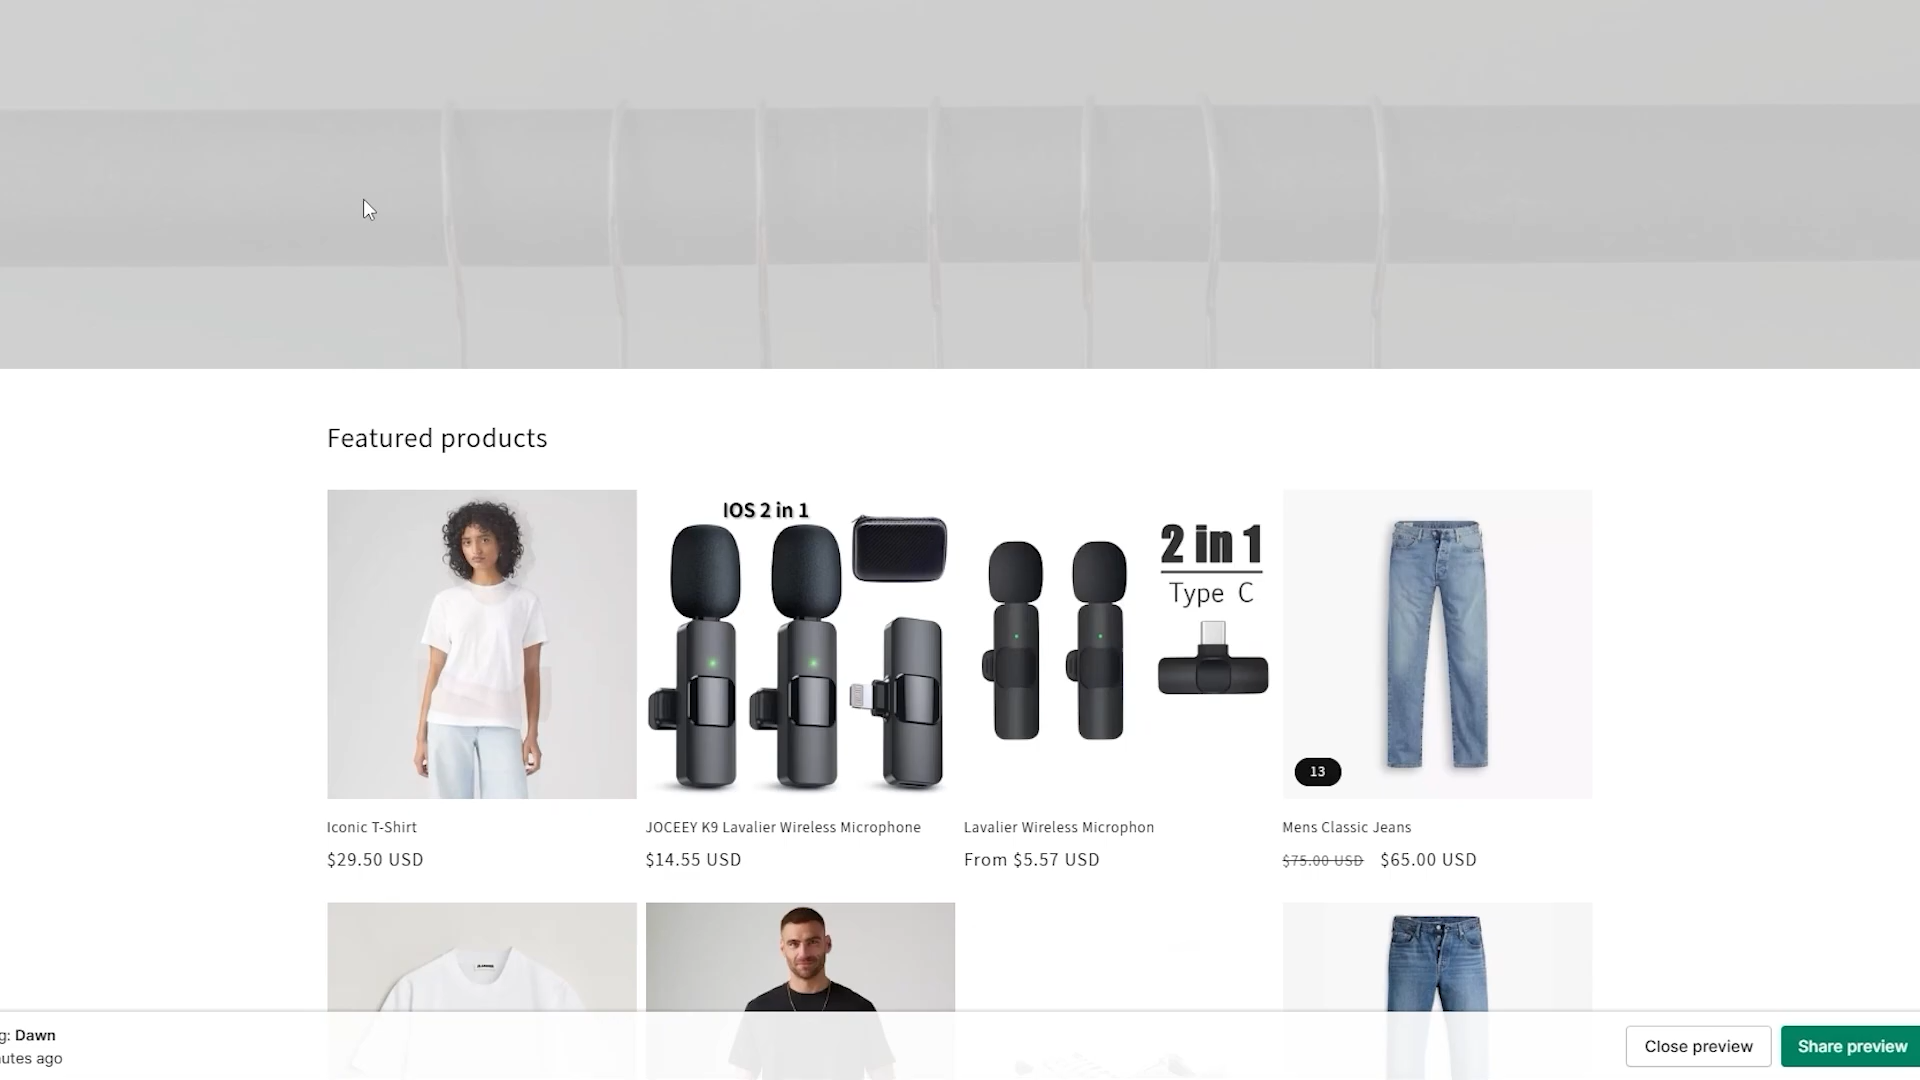 Featured products
IOS 2 in 1
2 in 1
Type C
13
Iconic T-Shirt
JOCEEY K9 Lavalier Wireless Microphone
Lavalier Wireless Microphon
Mens Classic Jeans
$29.50 USD
$14.55 USD
From $5.57 USD
$75.00 USD $65.00 USD
g: Dawn
utes ago
Close preview
Share preview